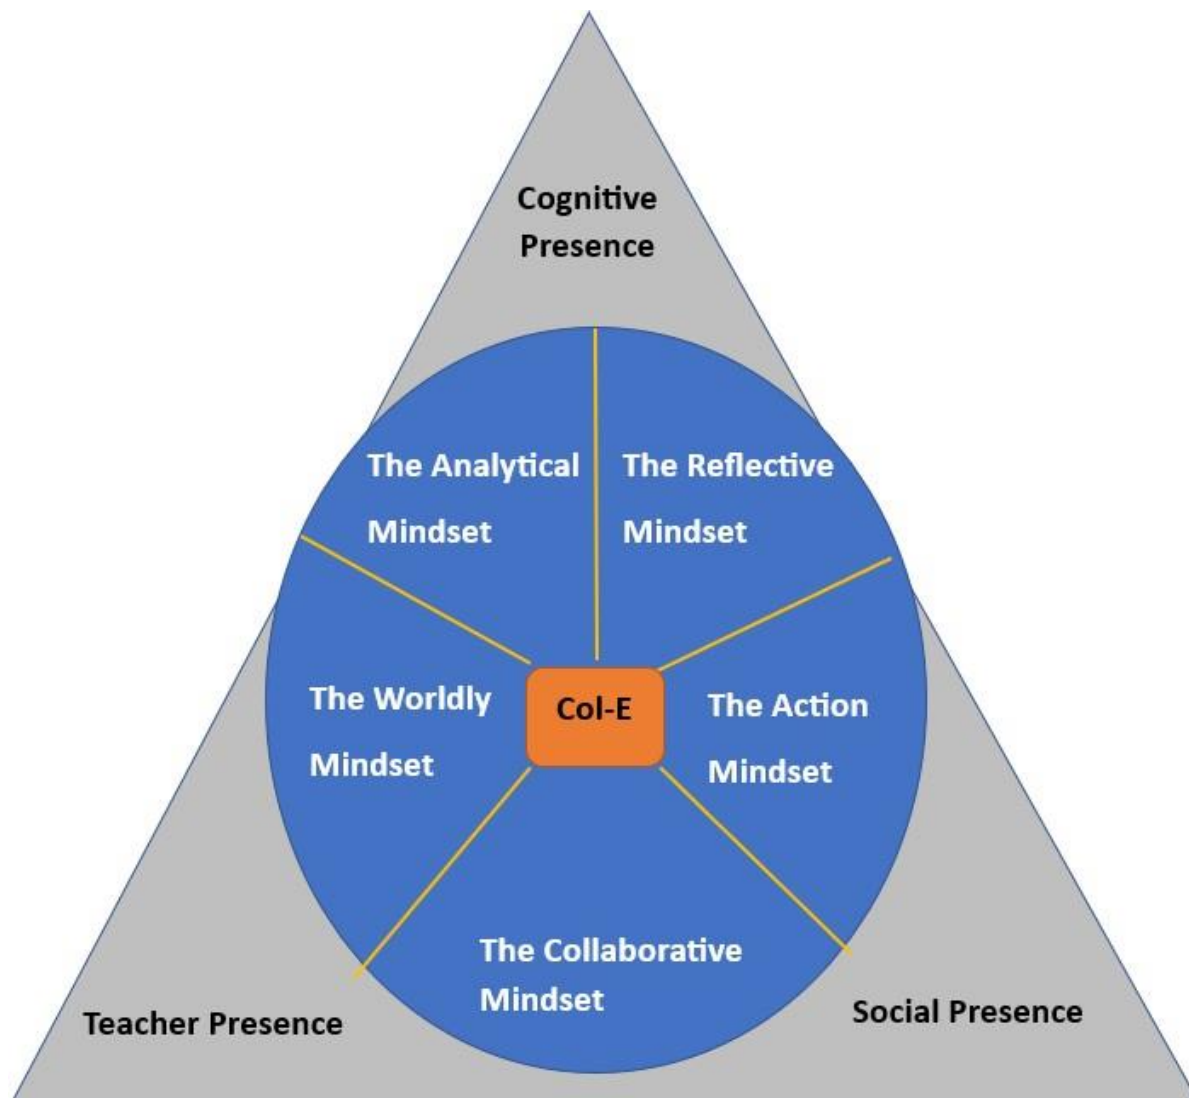 Cognitive
Presence
The Analytical
Mindset
The Reflective
Mindset
The Worldly
Mindset
Col-E
The Action
Mindset
The Collaborative
Mindset
Teacher Presence
Social Presence